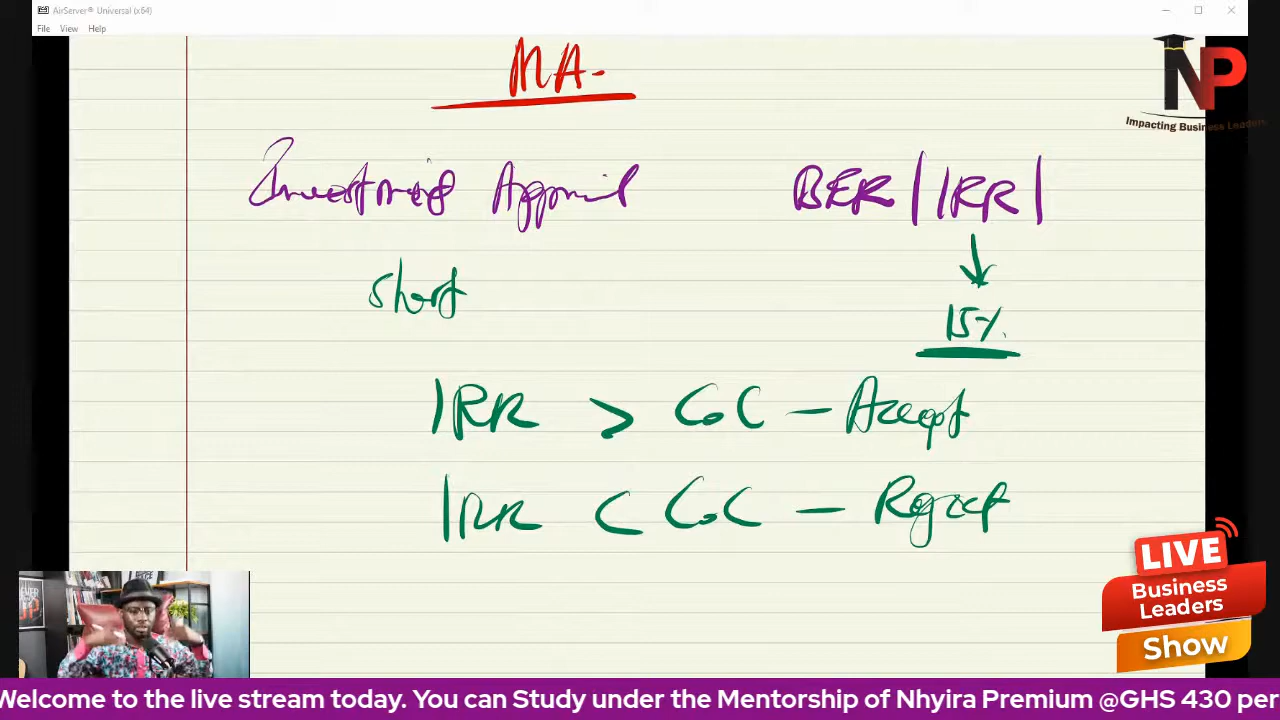 AirServer® Universal (x64)
File View Help
MA.
NP
Impacting Business Leaders
Investment Appraisal BER | IRR |
Short
15%
IRR > CoC - Accept
IRR < CoC - Reject
LIVE
Business
Leaders
Show
Welcome to the live stream today. You can Study under the Mentorship of Nhyira Premium @GHS 430 per